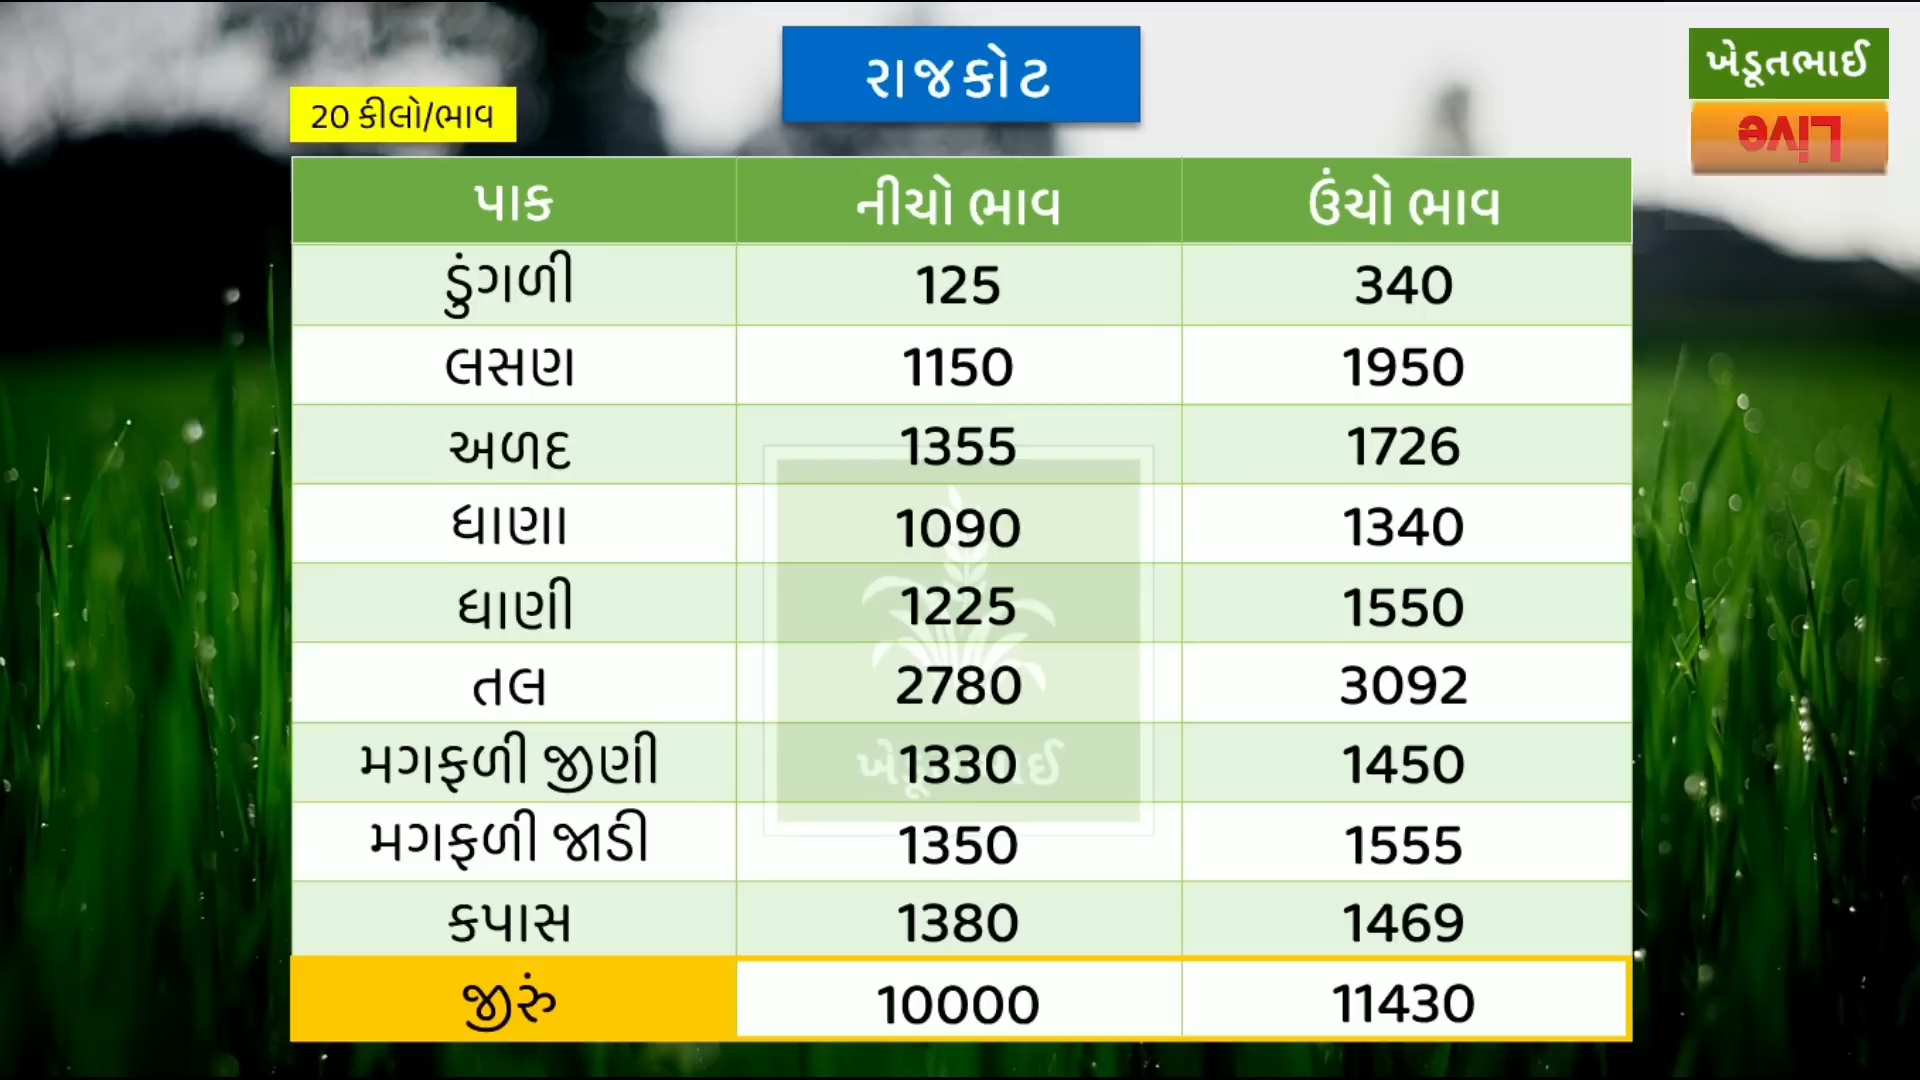 રાજકોટ
ખેડૂતભાઈ
Live
20 કીલો/ભાવ
પાક નીચો ભાવ ઉંચો ભાવ
ડુંગળી 125 340
લસણ 1150 1950
અળદ 1355 1726
ધાણા 1090 1340
ધાણી 1225 1550
તલ 2780 3092
મગફળી જીણી 1330 1450
મગફળી જાડી 1350 1555
કપાસ 1380 1469
જીરું 10000 11430